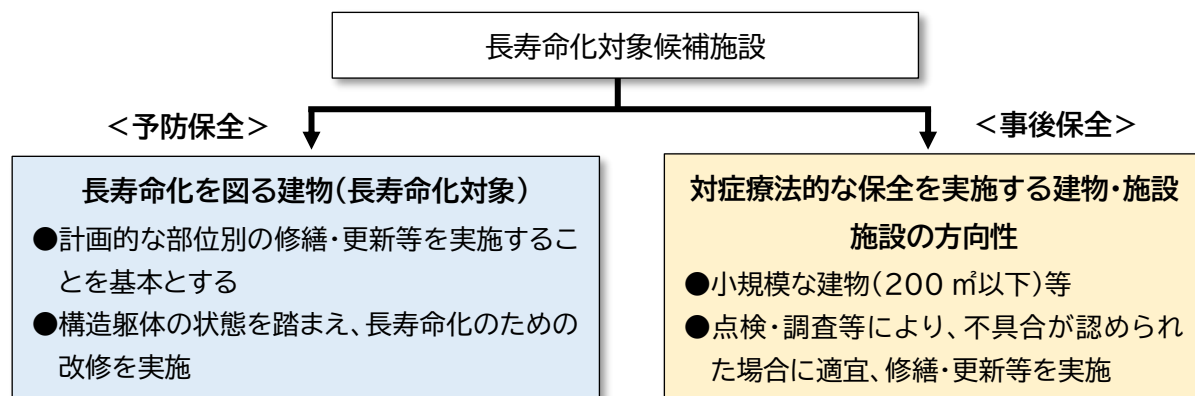 長寿命化対象候補施設
＜予防保全＞
＜事後保全＞
長寿命化を図る建物(長寿命化対象)
●計画的な部位別の修繕・更新等を実施するこ
とを基本とする
●構造躯体の状態を踏まえ、長寿命化のための
改修を実施
対症療法的な保全を実施する建物・施設
施設の方向性
●小規模な建物(200 ㎡以下)等
●点検・調査等により、不具合が認められ
た場合に適宜、修繕・更新等を実施